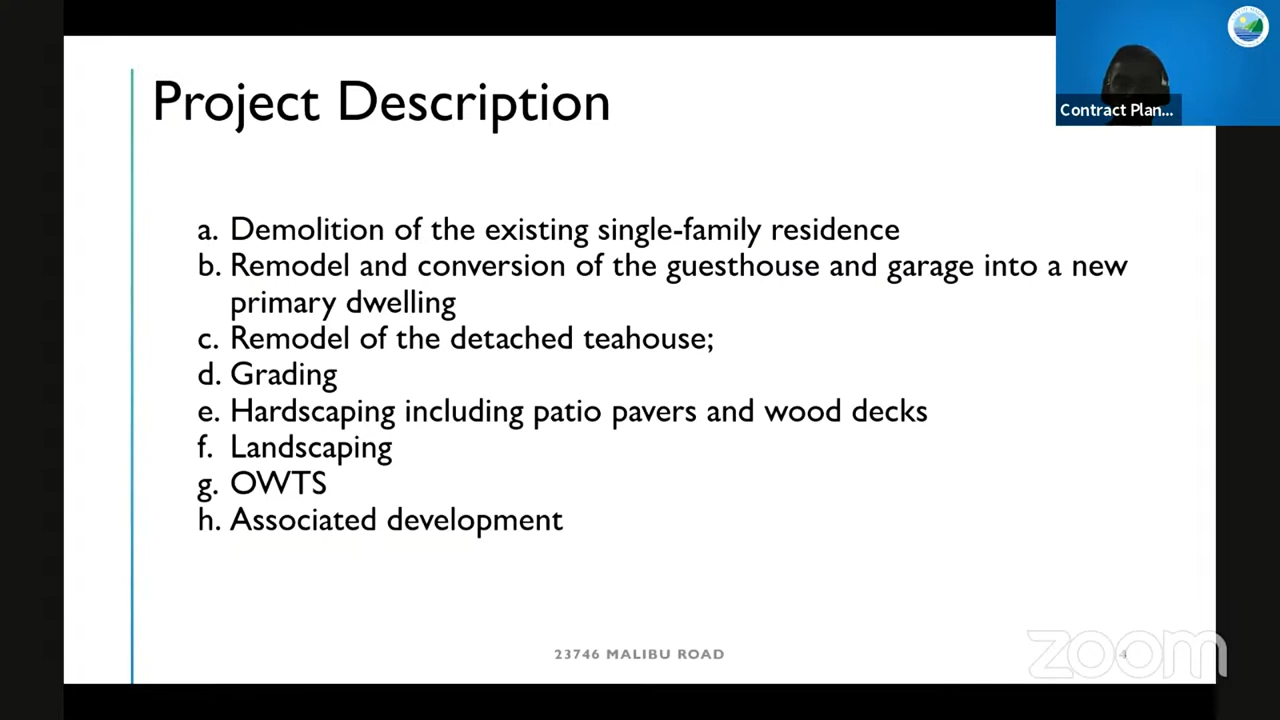 Project Description
Contract Plan...
a. Demolition of the existing single-family residence
b. Remodel and conversion of the guesthouse and garage into a new
primary dwelling
c. Remodel of the detached teahouse;
d. Grading
e. Hardscaping including patio pavers and wood decks
f. Landscaping
g. OWTS
h. Associated development
23746 MALIBU ROAD
4
zoom